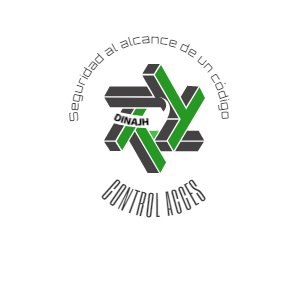 Seguridad al alcance de un código
DINAJH
CONTROL ACCES